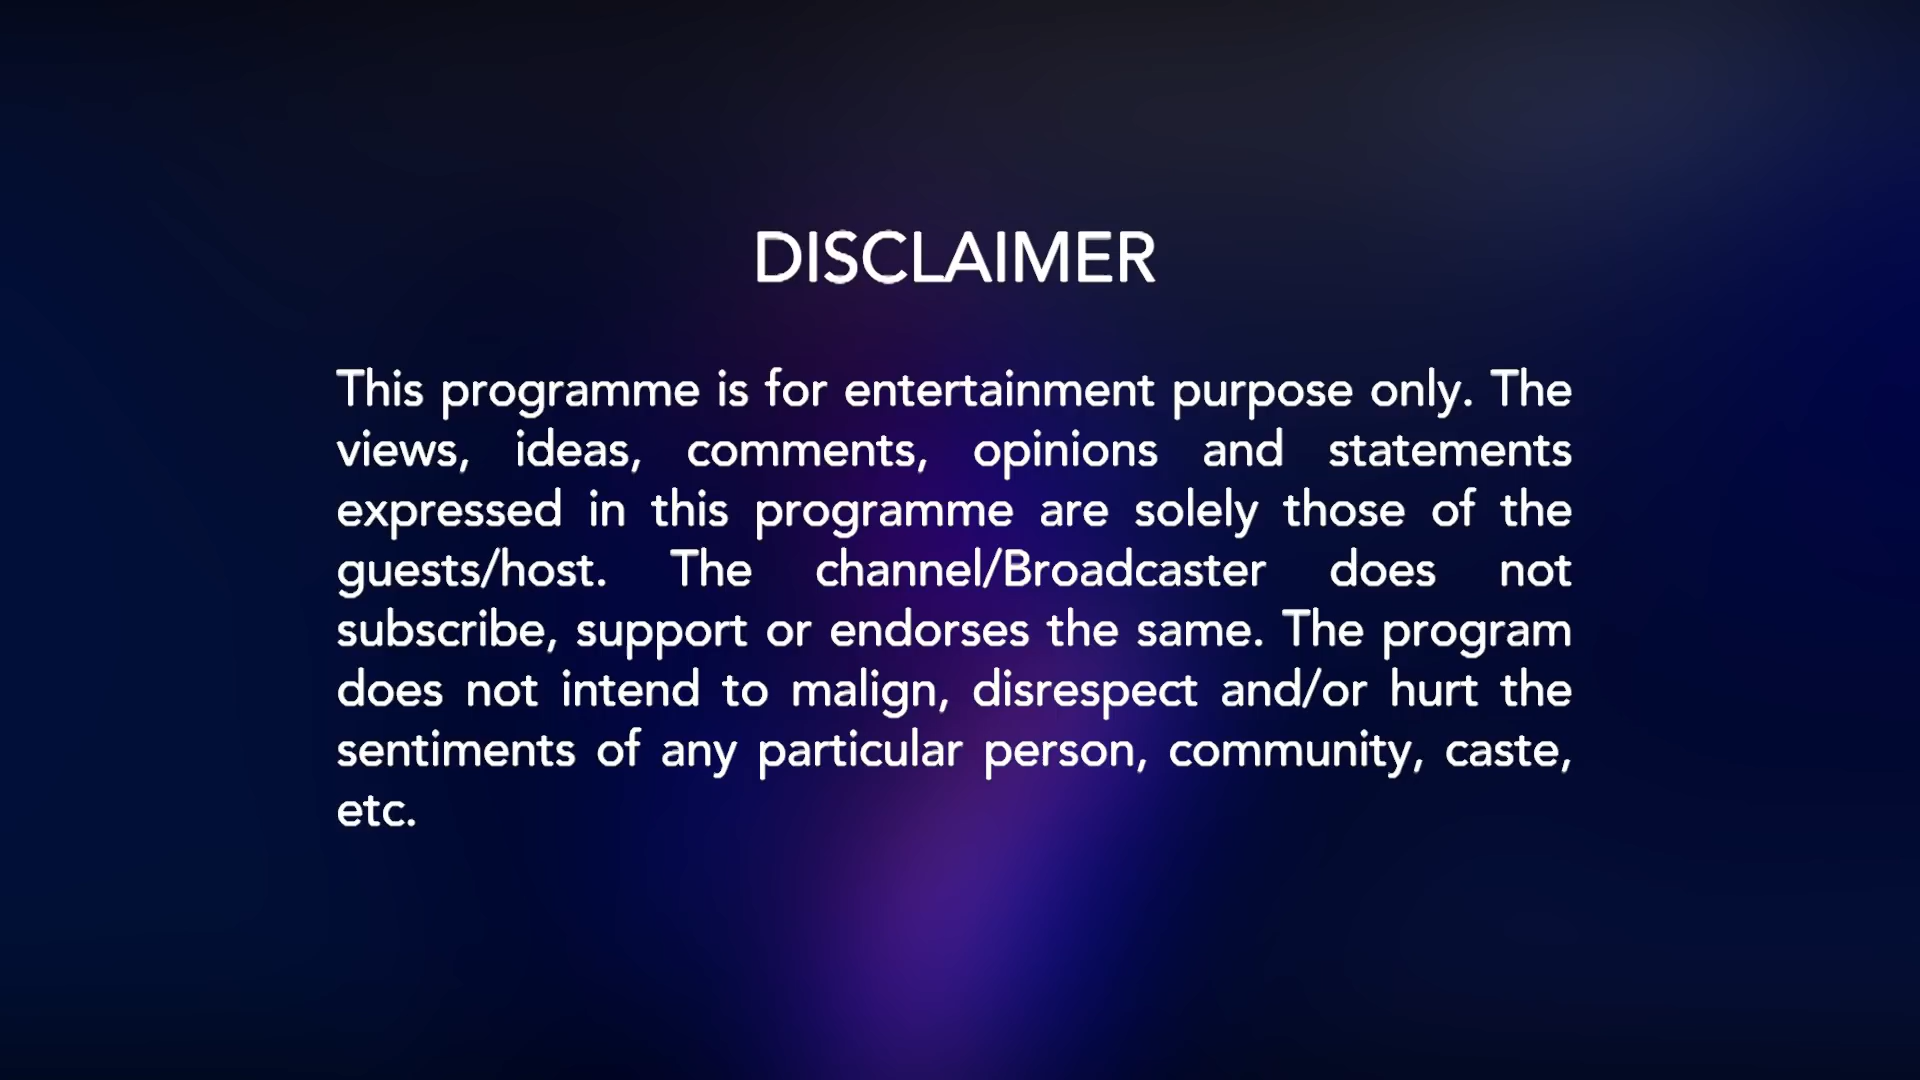 DISCLAIMER
This programme is for entertainment purpose only. The
views, ideas, comments, opinions and statements
expressed in this programme are solely those of the
guests/host. The channel/Broadcaster does not
subscribe, support or endorses the same. The program
does not intend to malign, disrespect and/or hurt the
sentiments of any particular person, community, caste,
etc.